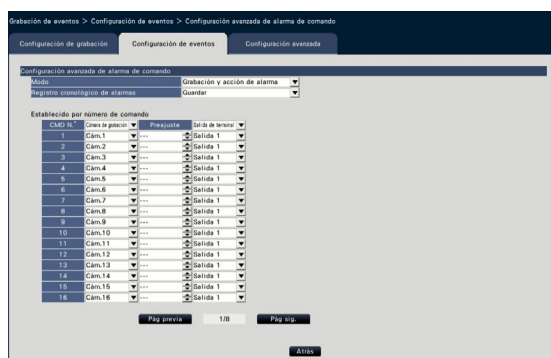 Grabación de eventos > Configuración de eventos > Configuración avanzada de alarma de comando
Configuración de grabación Configuración de eventos Configuración avanzada
Configuración avanzada de alarma de comando
Modo Grabación y acción de alarma
Registro cronológico de alarmas Guardar
Establecido por número de comando
CMD N.° Cámara de grabación Preajuste Salida de terminal
1 Cám.1 --- Salida 1
2 Cám.2 --- Salida 1
3 Cám.3 --- Salida 1
4 Cám.4 --- Salida 1
5 Cám.5 --- Salida 1
6 Cám.6 --- Salida 1
7 Cám.7 --- Salida 1
8 Cám.8 --- Salida 1
9 Cám.9 --- Salida 1
10 Cám.10 --- Salida 1
11 Cám.11 --- Salida 1
12 Cám.12 --- Salida 1
13 Cám.13 --- Salida 1
14 Cám.14 --- Salida 1
15 Cám.15 --- Salida 1
16 Cám.16 --- Salida 1
Pág previa 1/8 Pág sig.
Atrás